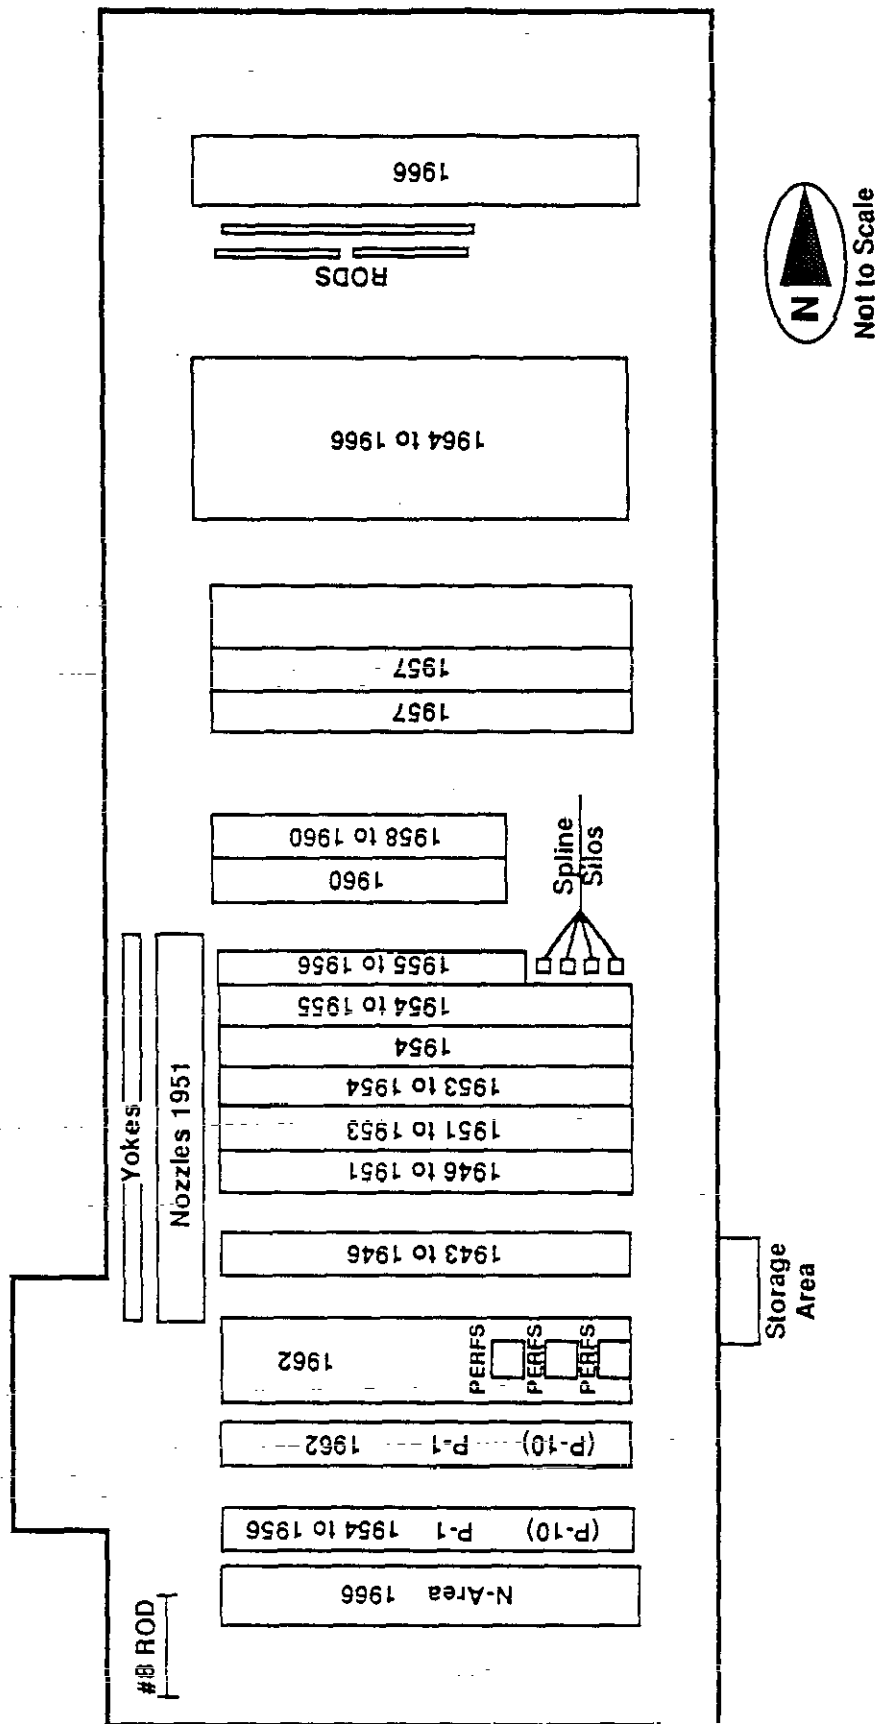 1966
RODS
N
Not to Scale
1964 to 1966
1957
1957
1958 to 1960
1960
Spline
Silos
1955 to 1956
1954 to 1955
1954
1953 to 1954
1951 to 1953
1946 to 1951
Yokes
Nozzles 1951
1943 to 1946
Storage
Area
1962
PERFS
PERFS
PERFS
1962 P-1 (P-10)
1954 to 1956 P-1 (P-10)
N-Area 1966
ROD